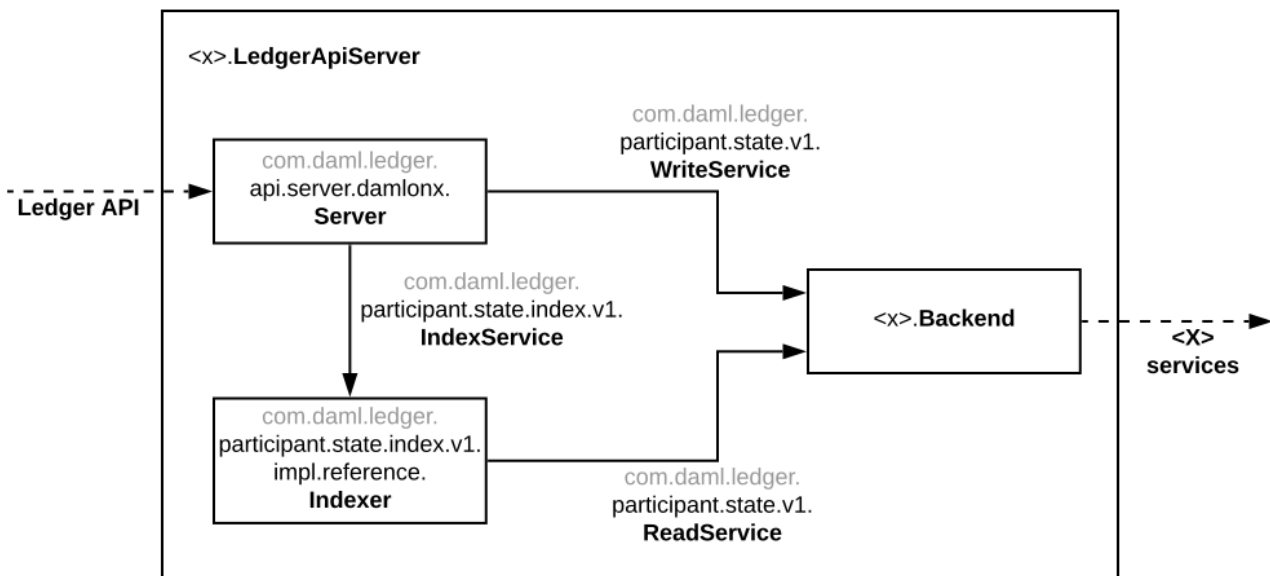 <x>.LedgerApiServer
com.daml.ledger.
participant.state.v1.
WriteService
com.daml.ledger.
api.server.damlonx.
Server
Ledger API
com.daml.ledger.
participant.state.index.v1.
IndexService
<x>.Backend
<X>
services
com.daml.ledger.
participant.state.index.v1.
impl.reference.
Indexer
com.daml.ledger.
participant.state.v1.
ReadService